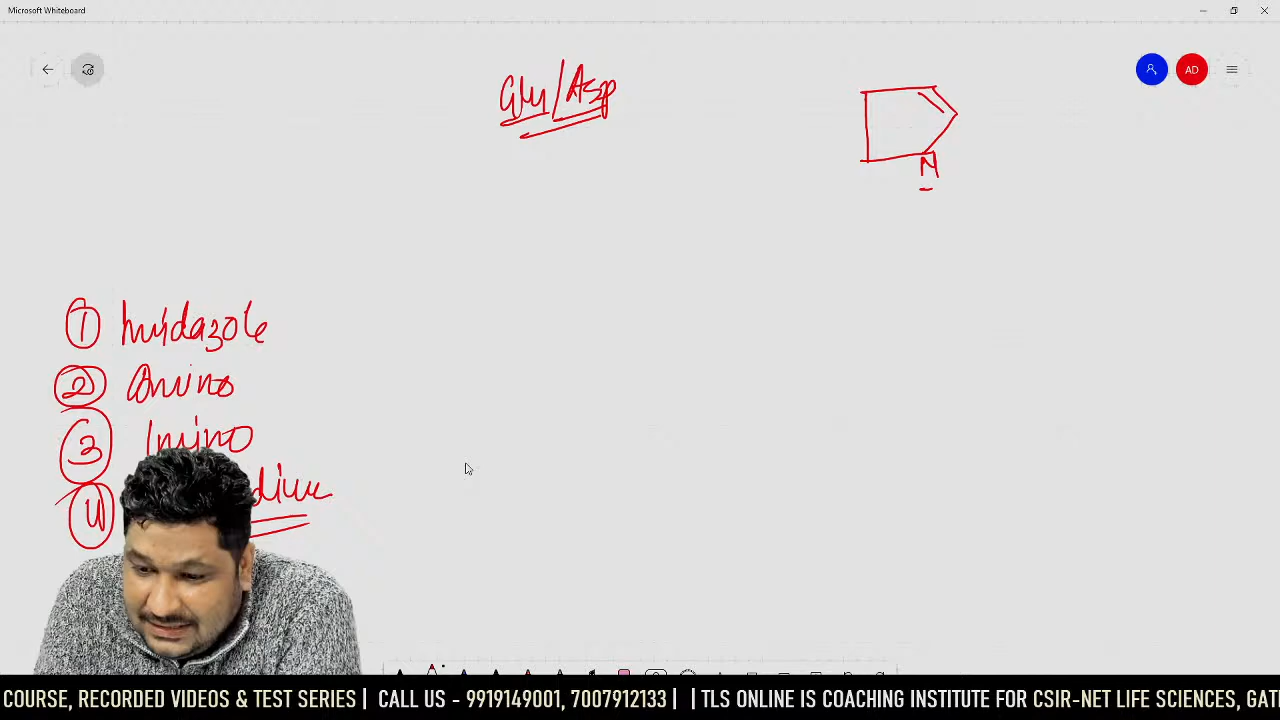 Microsoft Whiteboard
Glu/Asp
AD
N
① Imidazole
② Amino
③ Imino
④
COURSE, RECORDED VIDEOS & TEST SERIES | CALL US - 9919149001, 7007912133 | | TLS ONLINE IS COACHING INSTITUTE FOR CSIR-NET LIFE SCIENCES, GAT